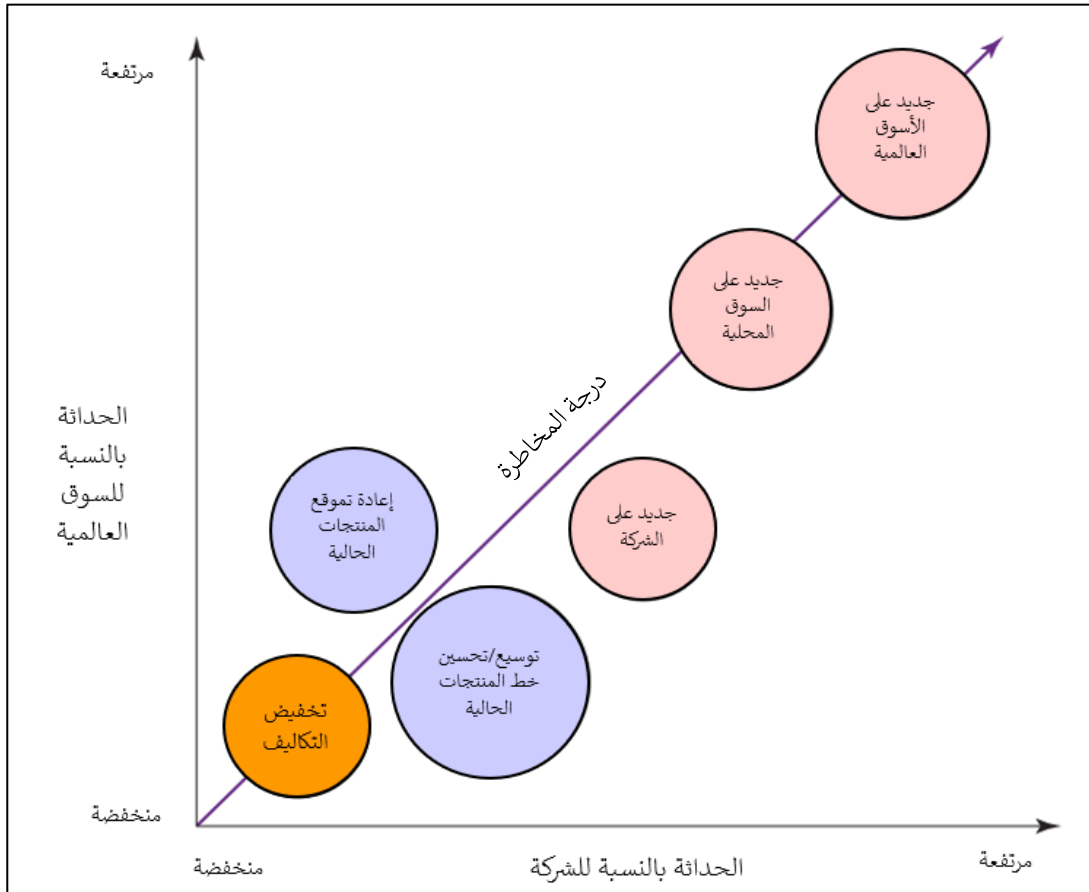 مرتفعة
جديد على
الأسوق
العالمية
جديد على
السوق
المحلية
درجة المخاطرة
الحداثة
بالنسبة
للسوق
العالمية
إعادة تموقع
المنتجات
الحالية
جديد على
الشركة
توسيع/تحسين
خط المنتجات
الحالية
تخفيض
التكاليف
منخفضة
منخفضة
الحداثة بالنسبة للشركة
مرتفعة